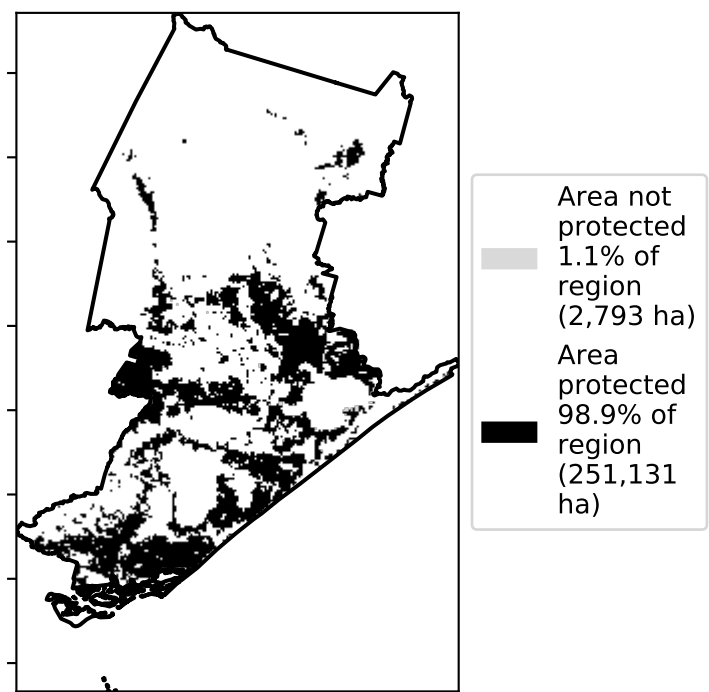 Area not
protected
1.1% of
region
(2,793 ha)
Area
protected
98.9% of
region
(251,131
ha)